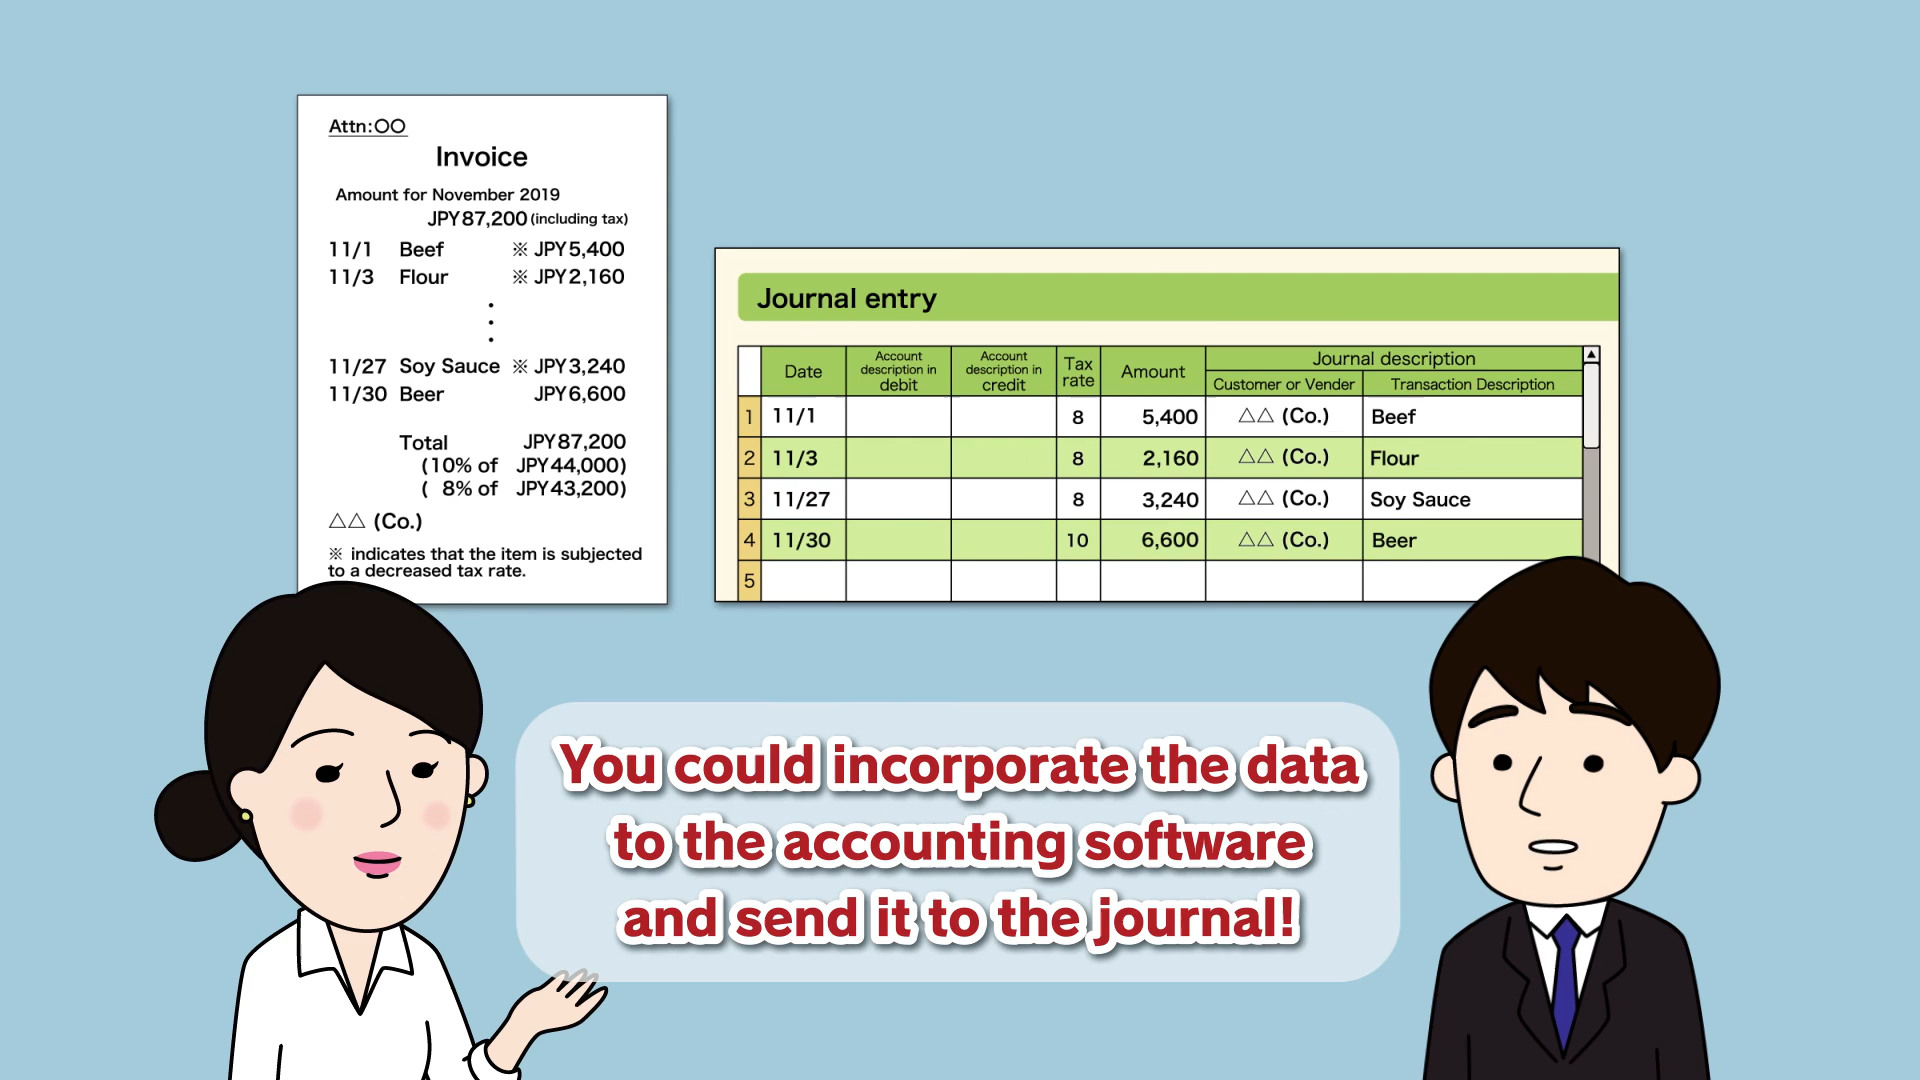 Attn:〇〇
Invoice
Amount for November 2019
JPY87,200 (including tax)
11/1 Beef ※ JPY5,400
11/3 Flour ※ JPY2,160
11/27 Soy Sauce ※ JPY3,240
11/30 Beer JPY6,600
Total JPY87,200
(10% of JPY44,000)
( 8% of JPY43,200)
△△ (Co.)
※ indicates that the item is subjected
to a decreased tax rate.
Journal entry
Date Account description in debit Account description in credit Tax rate Amount Journal description
Customer or Vender Transaction Description
1 11/1 8 5,400 △△ (Co.) Beef
2 11/3 8 2,160 △△ (Co.) Flour
3 11/27 8 3,240 △△ (Co.) Soy Sauce
4 11/30 10 6,600 △△ (Co.) Beer
5
You could incorporate the data
to the accounting software
and send it to the journal!